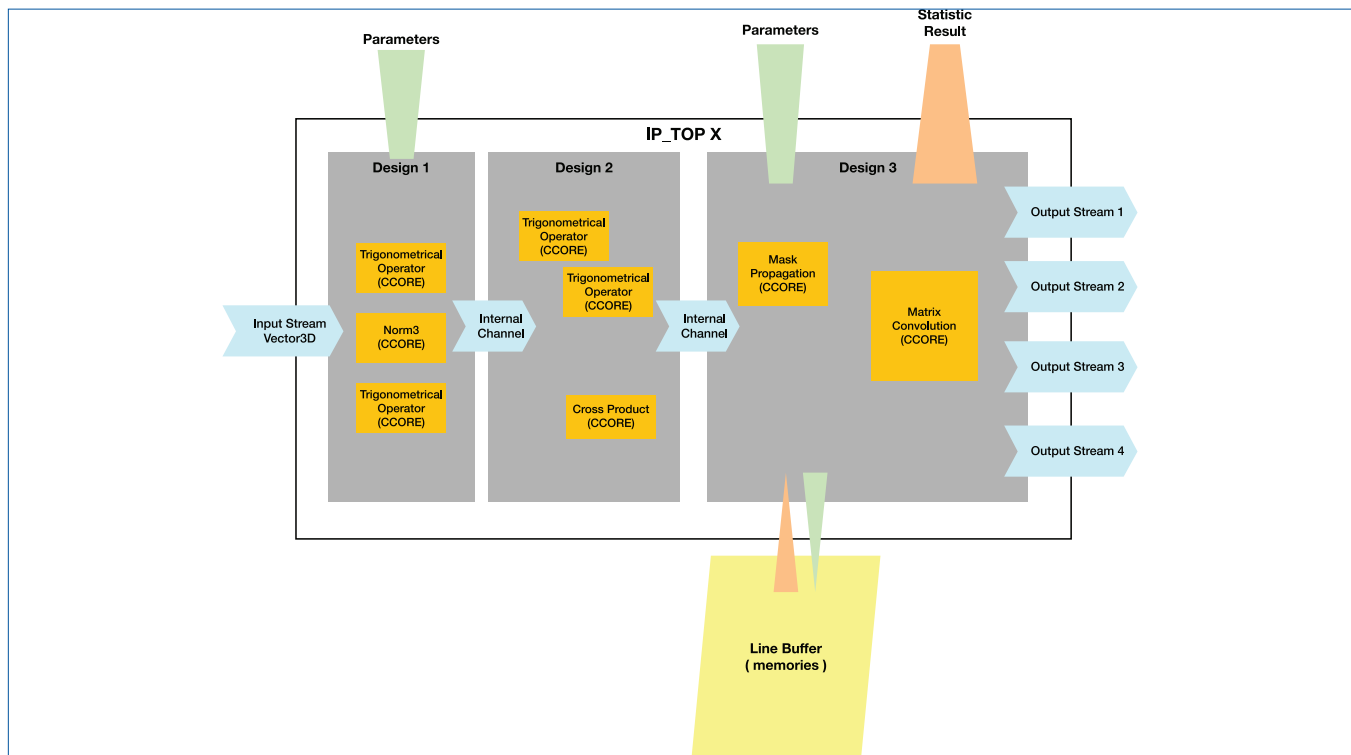 Parameters
Parameters
Statistic
Result
IP_TOP X
Design 1
Design 2
Design 3
Input Stream
Vector3D
Trigonometrical
Operator
(CCORE)
Norm3
(CCORE)
Trigonometrical
Operator
(CCORE)
Internal
Channel
Trigonometrical
Operator
(CCORE)
Trigonometrical
Operator
(CCORE)
Cross Product
(CCORE)
Internal
Channel
Mask
Propagation
(CCORE)
Matrix
Convolution
(CCORE)
Output Stream 1
Output Stream 2
Output Stream 3
Output Stream 4
Line Buffer
( memories )